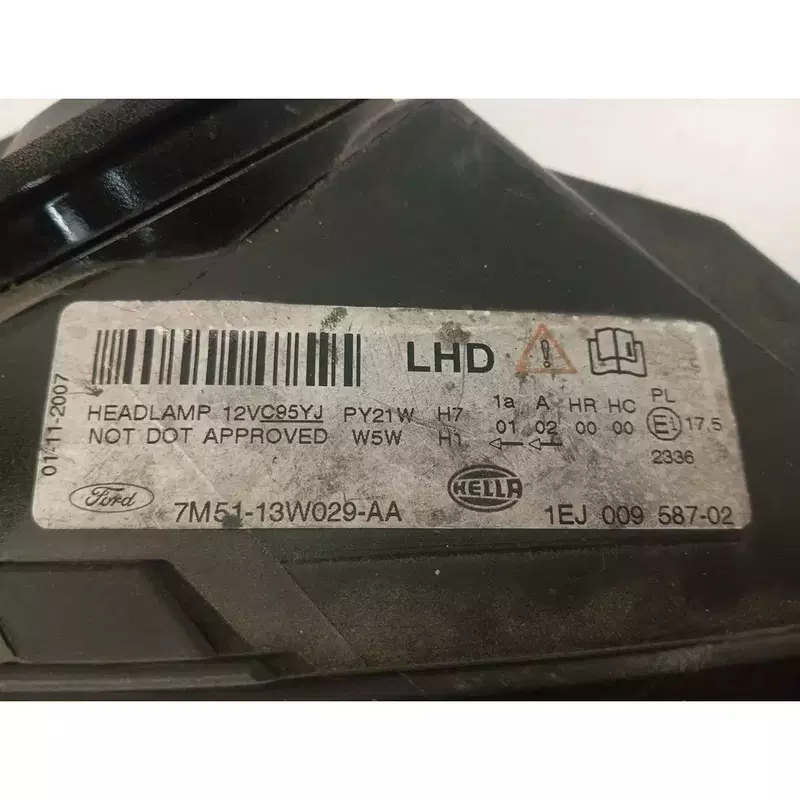 01-11-2007
LHD
HEADLAMP 12VC95YJ PY21W H7 1a A HR HC PL
NOT DOT APPROVED W5W H1 01 02 00 00 E1 17,5
2336
Ford 7M51-13W029-AA HELLA 1EJ 009 587-02